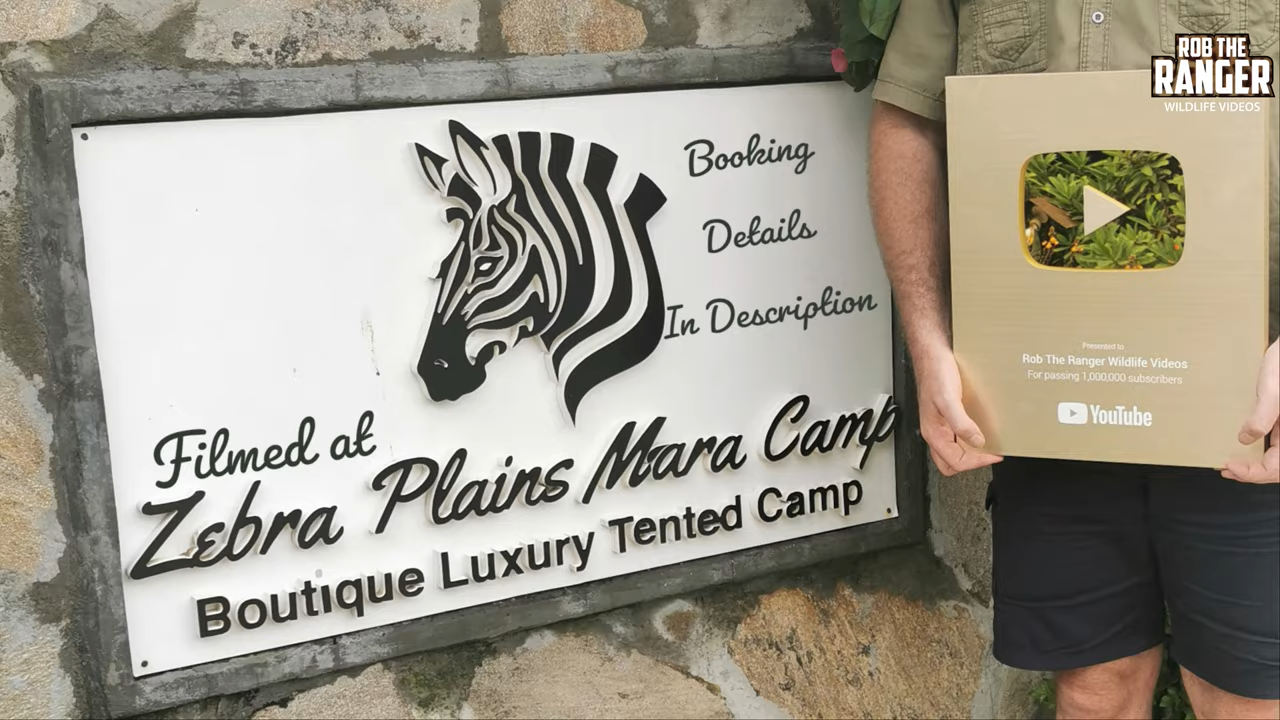 Booking
Details
In Description
Filmed at
Zebra Plains Mara Camp
Boutique Luxury Tented Camp
ROB THE
RANGER
WILDLIFE VIDEOS
Presented to
Rob The Ranger Wildlife Videos
For passing 1,000,000 subscribers
YouTube